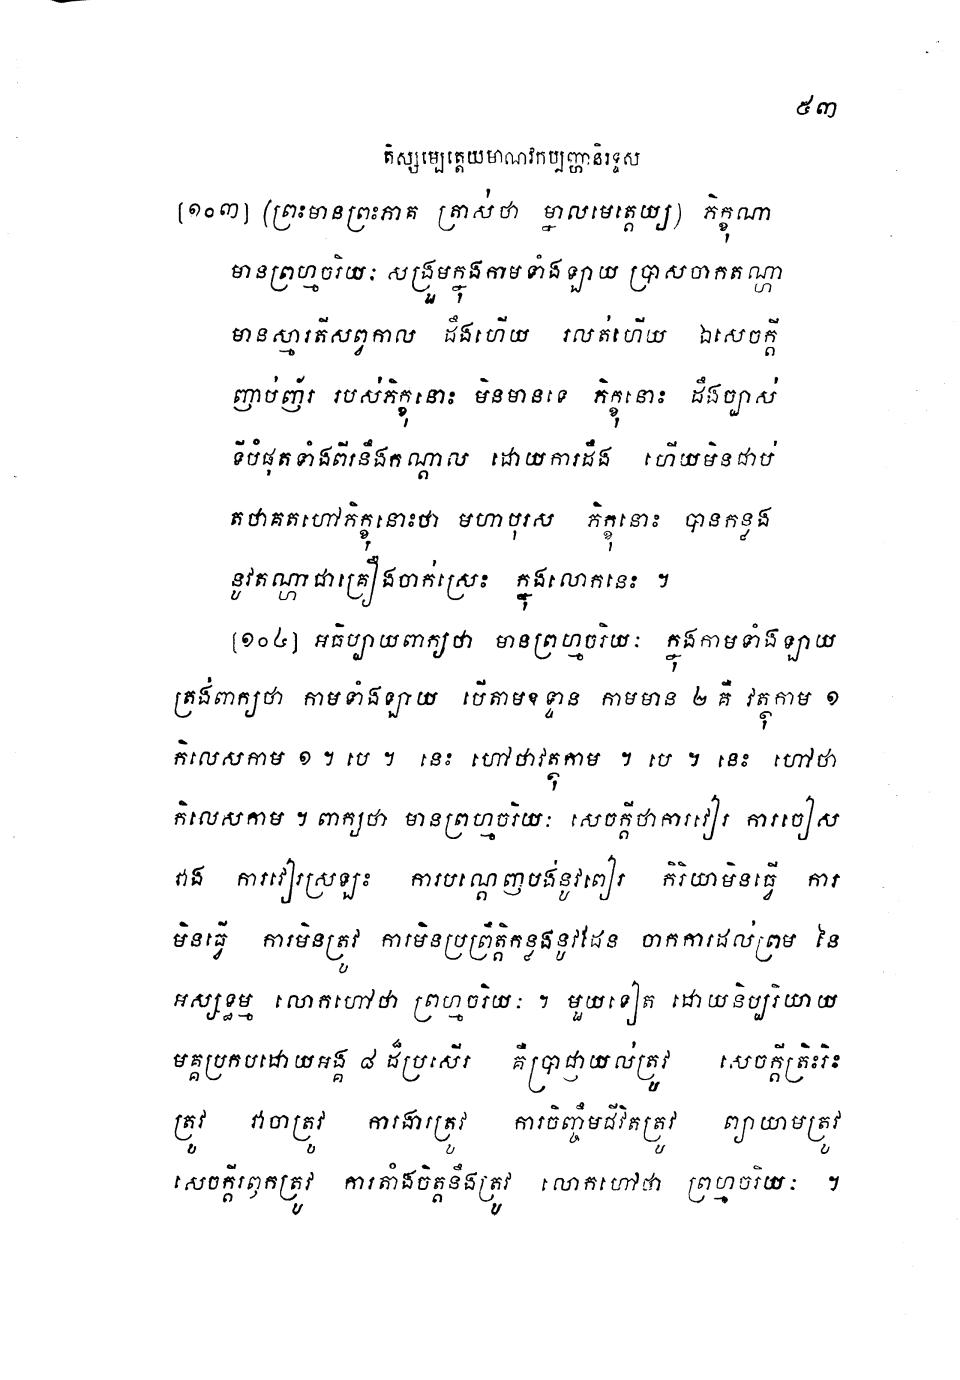 ៥៣
តិស្សមេត្តេយមាណវកប្បញ្ហានិទ្ទេស
[១០៣] (ព្រះមានព្រះភាគ ត្រាស់ថា ម្នាលមេត្តេយ្យ) ភិក្ខុណា
មានព្រហ្មចរិយៈ សង្រួមក្នុងកាមទាំងឡាយ ប្រាសចាកតណ្ហា
មានស្មារតីសព្វកាល ដឹងហើយ រលត់ហើយ ឯសេចក្តី
ញាប់ញ័រ របស់ភិក្ខុនោះ មិនមានទេ ភិក្ខុនោះ ដឹងច្បាស់
ទីបំផុតទាំងពីរនឹងកណ្តាល ដោយការដឹង ហើយមិនជាប់
តថាគតហៅភិក្ខុនោះថា មហាបុរស ភិក្ខុនោះ បានកន្លង
នូវតណ្ហាជាគ្រឿងចាក់ស្រេះ ក្នុងលោកនេះ ។
[១០៤] អធិប្បាយពាក្យថា មានព្រហ្មចរិយៈ ក្នុងកាមទាំងឡាយ
ត្រង់ពាក្យថា កាមទាំងឡាយ បើតាមឧទ្ទាន កាមមាន ២ គឺ វត្ថុកាម ១
កិលេសកាម ១ ។ បេ ។ នេះ ហៅថាវត្ថុកាម ។ បេ ។ នេះ ហៅថា
កិលេសកាម ។ ពាក្យថា មានព្រហ្មចរិយៈ សេចក្តីថាការវៀរ ការចៀស
វាង ការវៀរស្រឡះ ការបណ្តេញបង់នូវពៀរ កិរិយាមិនធ្វើ ការ
មិនធ្វើ ការមិនត្រូវ ការមិនប្រព្រឹត្តិកន្លងនូវដែន ចាកការដល់ព្រម នៃ
អស្សទ្ធម្ម លោកហៅថា ព្រហ្មចរិយៈ ។ មួយទៀត ដោយនិប្បរិយាយ
មគ្គប្រកបដោយអង្គ ៨ ដ៏ប្រសើរ គឺប្រាជ្ញាយល់ត្រូវ សេចក្តីត្រិះរិះ
ត្រូវ វាចាត្រូវ ការងារត្រូវ ការចិញ្ចឹមជីវិតត្រូវ ព្យាយាមត្រូវ
សេចក្តីរឭកត្រូវ ការតាំងចិត្តនឹងត្រូវ លោកហៅថា ព្រហ្មចរិយៈ ។